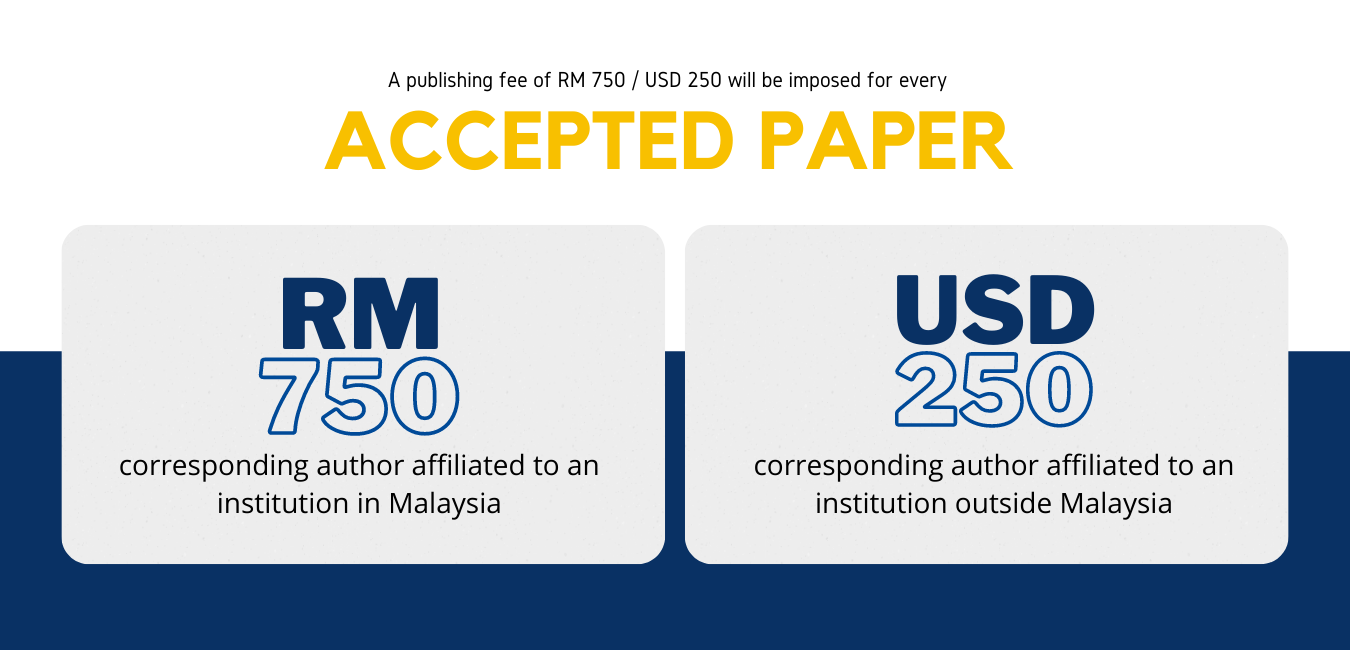 A publishing fee of RM 750 / USD 250 will be imposed for every
ACCEPTED PAPER
RM
750
corresponding author affiliated to an
institution in Malaysia
USD
250
corresponding author affiliated to an
institution outside Malaysia